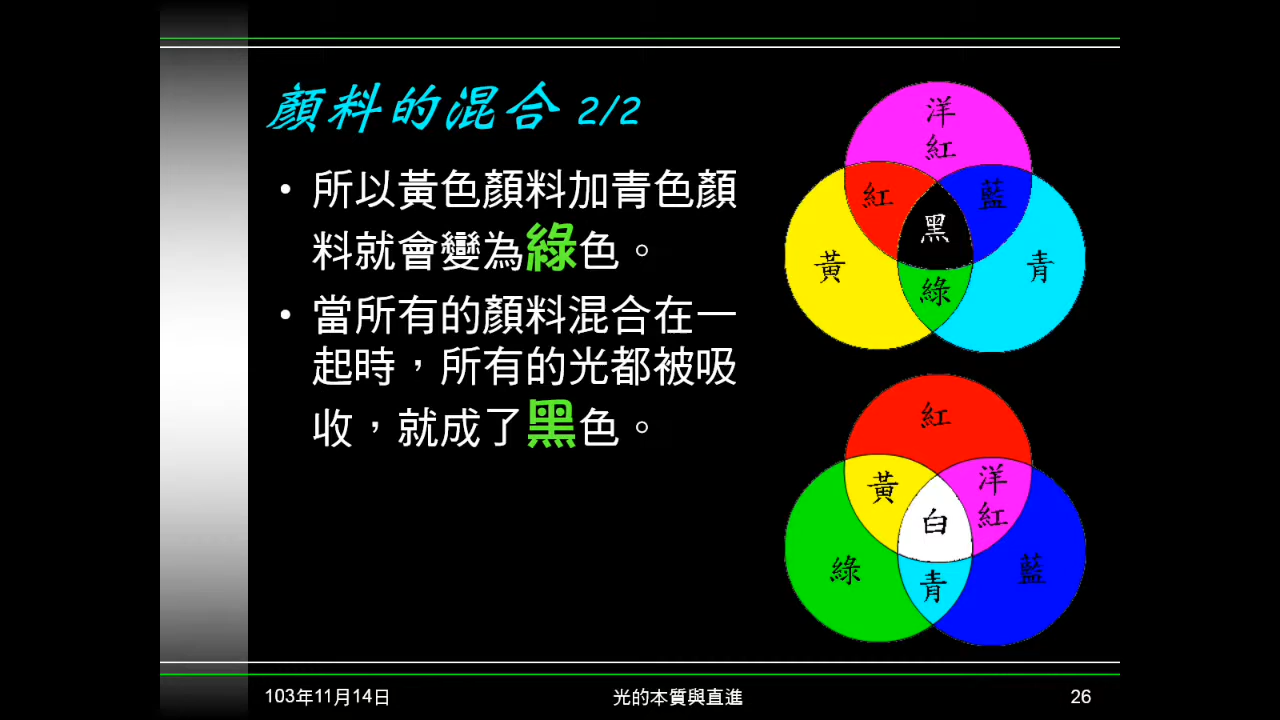 顏料的混合 2/2
• 所以黃色顏料加青色顏
料就會變為綠色。
• 當所有的顏料混合在一
起時，所有的光都被吸
收，就成了黑色。
洋
紅
紅
藍
黑
黃
青
綠
紅
黃
洋
紅
白
綠
藍
青
103年11月14日
光的本質與直進
26